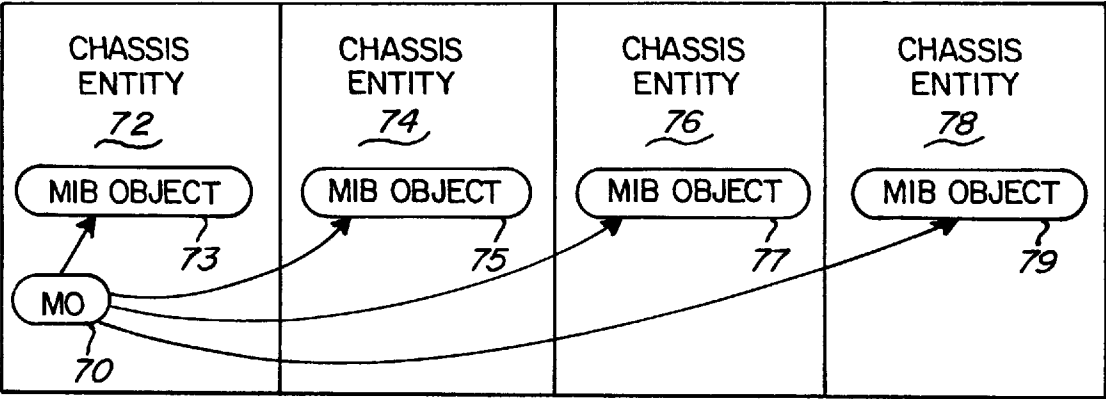 CHASSIS
ENTITY
72
MIB OBJECT
73
MO
70
CHASSIS
ENTITY
74
MIB OBJECT
75
CHASSIS
ENTITY
76
MIB OBJECT
77
CHASSIS
ENTITY
78
MIB OBJECT
79